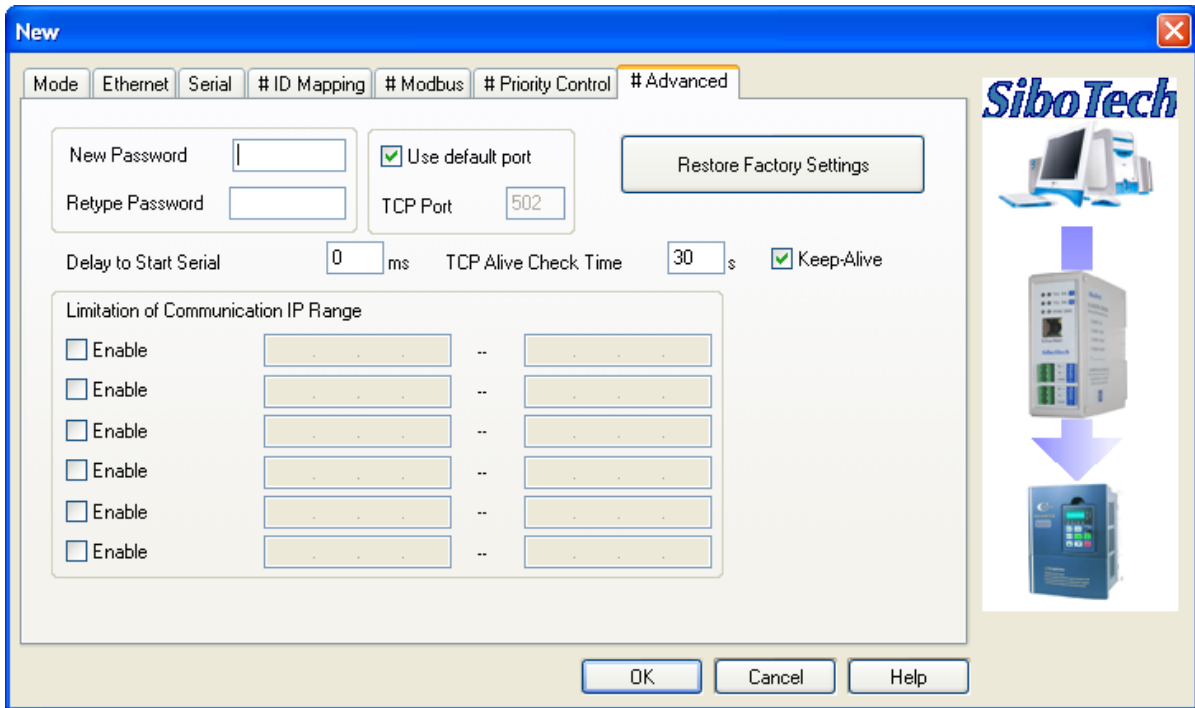 New
Mode Ethernet Serial # ID Mapping # Modbus # Priority Control # Advanced
SiboTech
New Password
Use default port
Restore Factory Settings
Retype Password
TCP Port 502
Delay to Start Serial 0 ms TCP Alive Check Time 30 s Keep-Alive
Limitation of Communication IP Range
Enable . . . -- . . .
Enable . . . -- . . .
Enable . . . -- . . .
Enable . . . -- . . .
Enable . . . -- . . .
Enable . . . -- . . .
SiboTech
OK Cancel Help